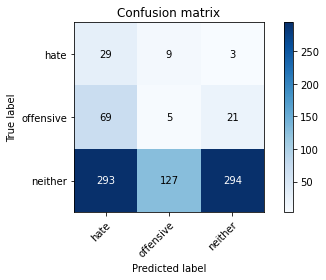 Confusion matrix
hate 29 9 3
offensive 69 5 21
neither 293 127 294
hate offensive neither
True label
Predicted label
250
200
150
100
50